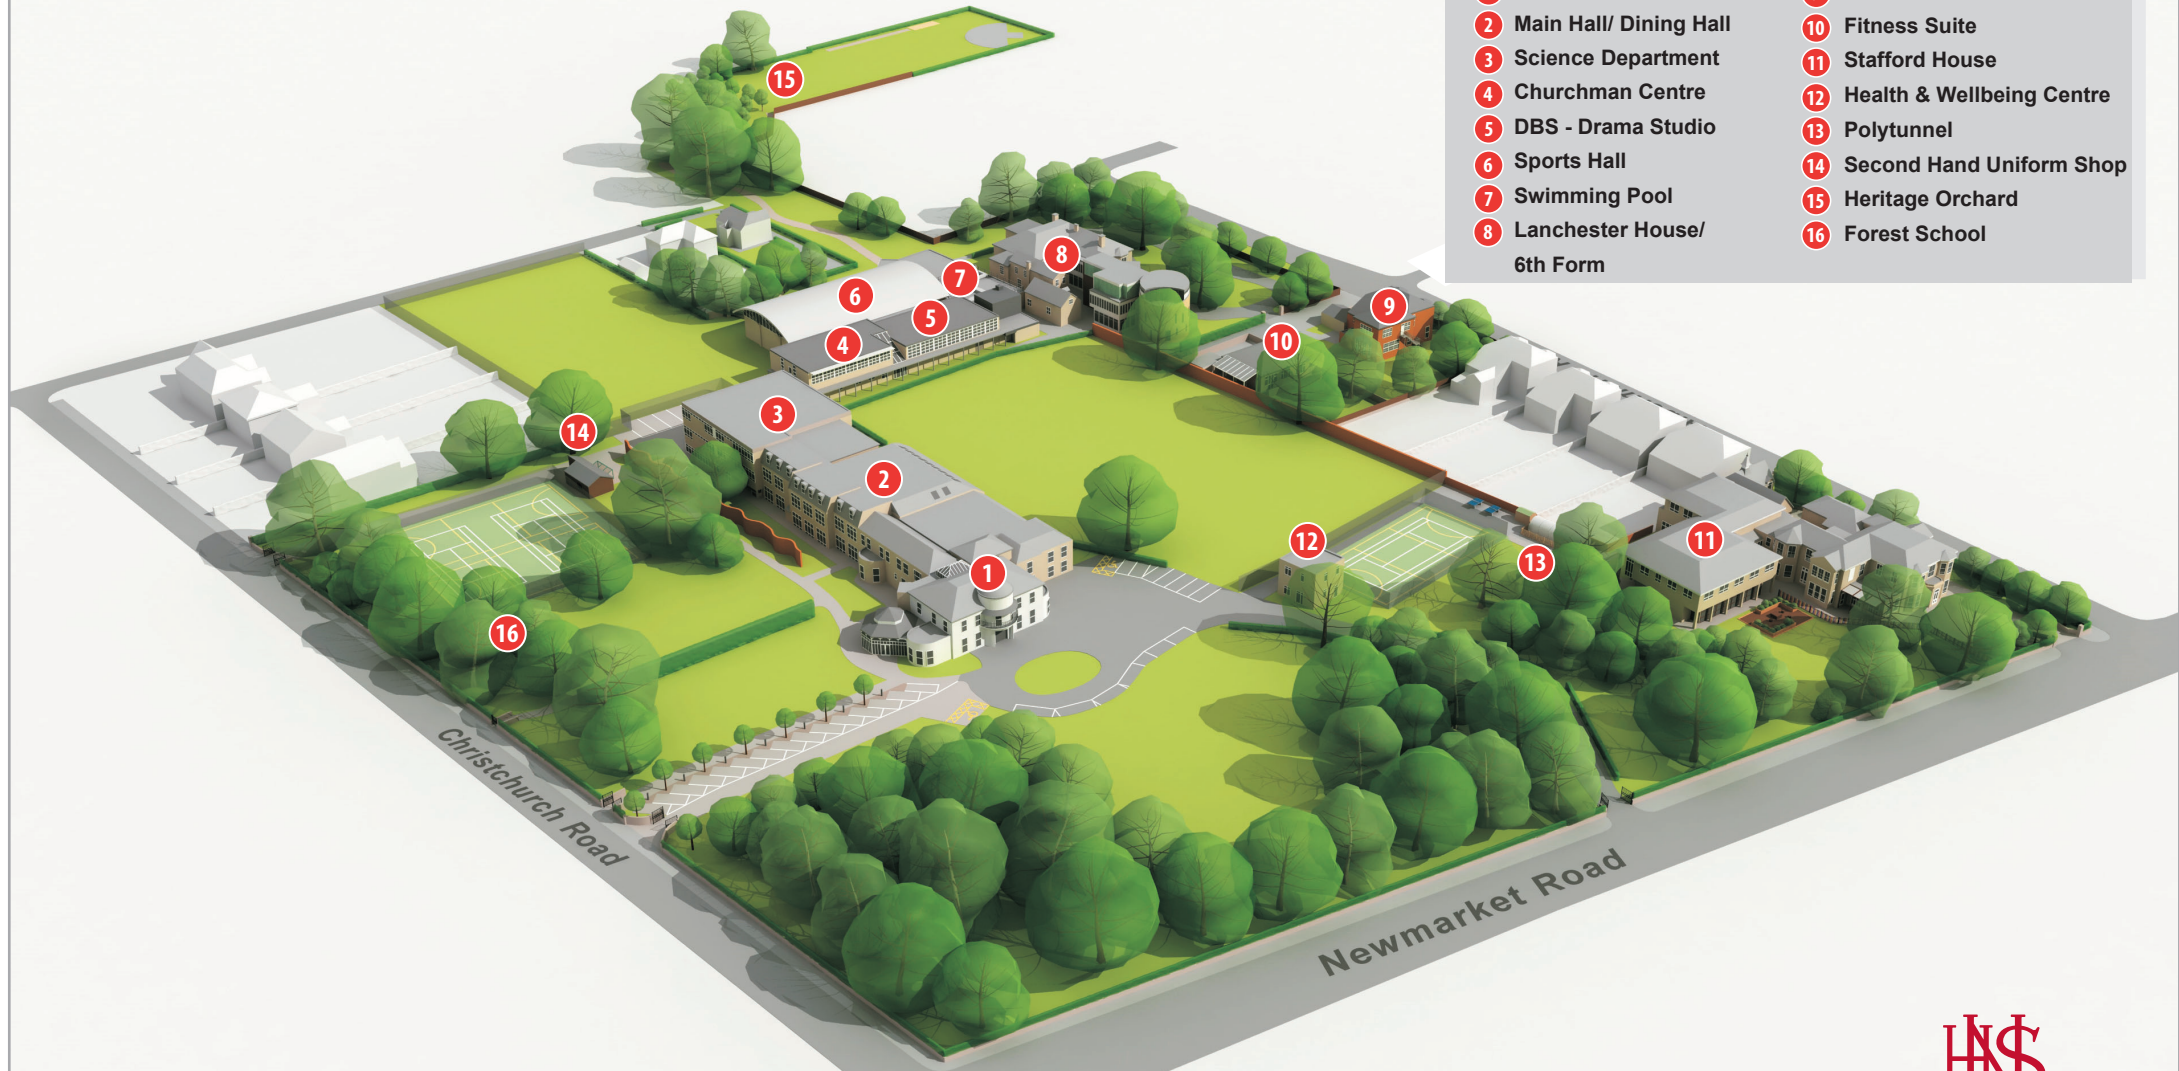 2 Main Hall/ Dining Hall
3 Science Department
4 Churchman Centre
5 DBS - Drama Studio
6 Sports Hall
7 Swimming Pool
8 Lanchester House/
6th Form
10 Fitness Suite
11 Stafford House
12 Health & Wellbeing Centre
13 Polytunnel
14 Second Hand Uniform Shop
15 Heritage Orchard
16 Forest School
15
8
7
6
5
9
4
10
3
14
2
12
11
13
1
16
Christchurch Road
Newmarket Road